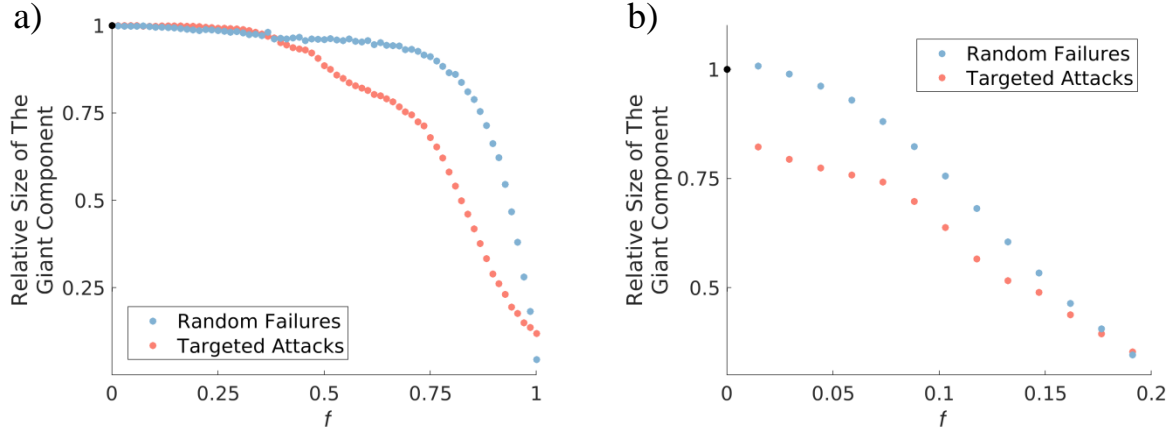 a)
1
0.75
0.5
0.25
Relative Size of The
Giant Component
Random Failures
Targeted Attacks
0
0.25
0.5
0.75
1
f
b)
1
0.75
0.5
Relative Size of The
Giant Component
Random Failures
Targeted Attacks
0
0.05
0.1
0.15
0.2
f